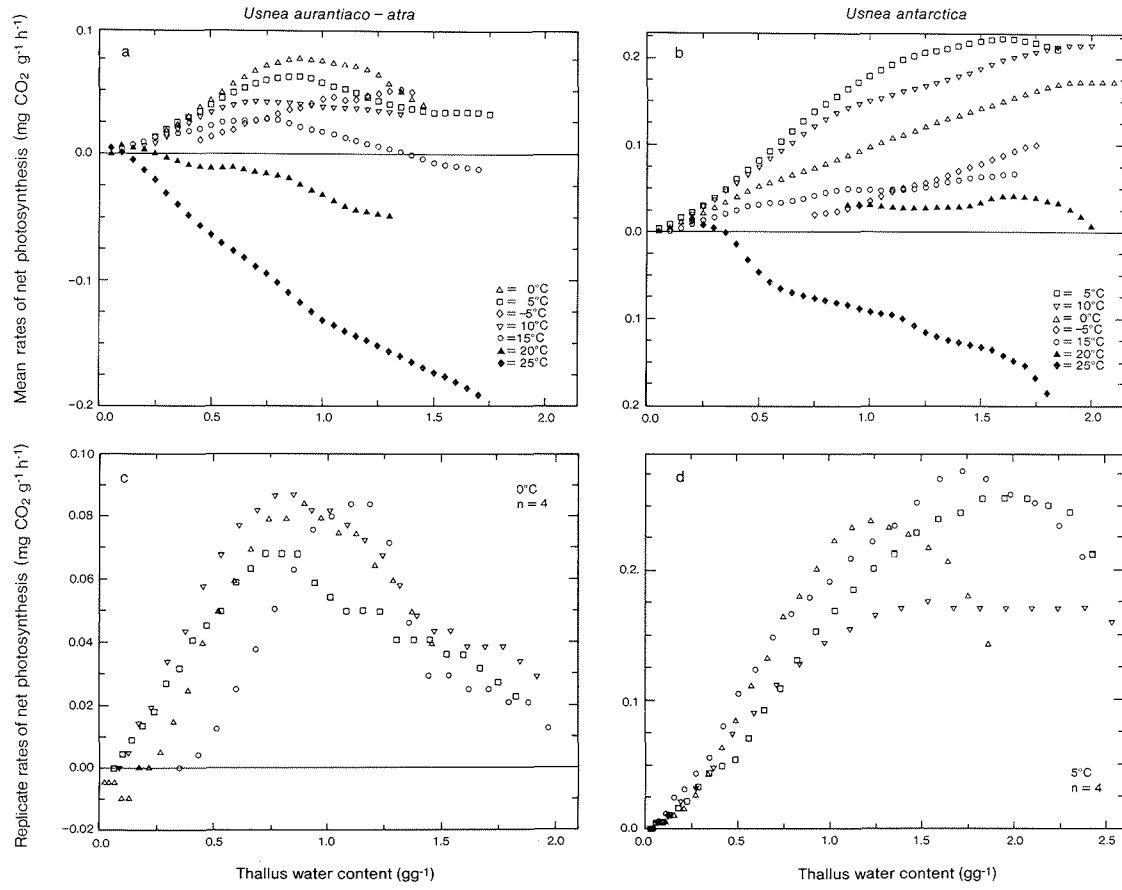 Usnea aurantiaco – atra
Usnea antarctica
Mean rates of net photosynthesis (mg CO₂ g⁻¹ h⁻¹)
a
0.1
0.0
−0.1
−0.2
0.0 0.5 1.0 1.5 2.0
△ = 0°C
□ = 5°C
◇ = −5°C
▽ = 10°C
○ = 15°C
▲ = 20°C
◆ = 25°C
b
0.2
0.1
0.0
0.1
0.2
0.0 0.5 1.0 1.5 2.0
□ = 5°C
▽ = 10°C
△ = 0°C
◇ = −5°C
○ = 15°C
▲ = 20°C
◆ = 25°C
Replicate rates of net photosynthesis (mg CO₂ g⁻¹ h⁻¹)
c
0°C
n = 4
0.10
0.08
0.06
0.04
0.02
0.00
−0.02
0.0 0.5 1.0 1.5 2.0
Thallus water content (gg⁻¹)
d
5°C
n = 4
0.2
0.1
0.0
0.0 0.5 1.0 1.5 2.0 2.5
Thallus water content (gg⁻¹)